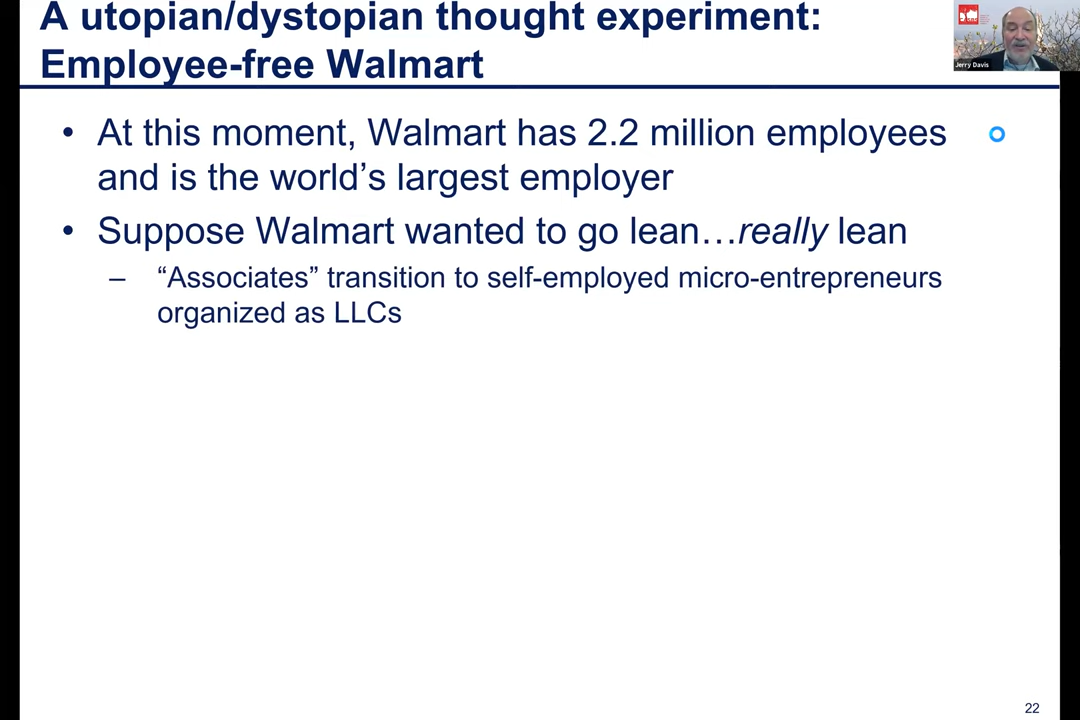 A utopian/dystopian thought experiment:
Employee-free Walmart
Jerry Davis
• At this moment, Walmart has 2.2 million employees
and is the world’s largest employer
• Suppose Walmart wanted to go lean…really lean
– “Associates” transition to self-employed micro-entrepreneurs
organized as LLCs
22